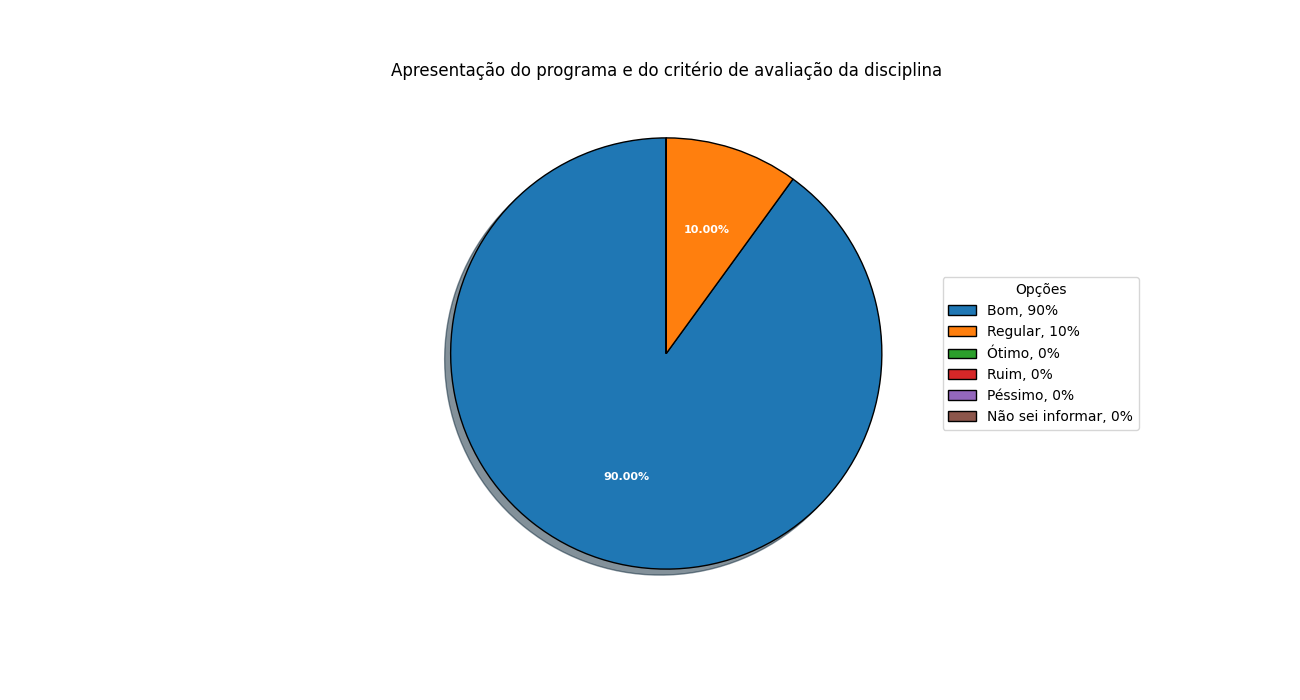 Apresentação do programa e do critério de avaliação da disciplina
10.00%
90.00%
Opções
Bom, 90%
Regular, 10%
Ótimo, 0%
Ruim, 0%
Péssimo, 0%
Não sei informar, 0%